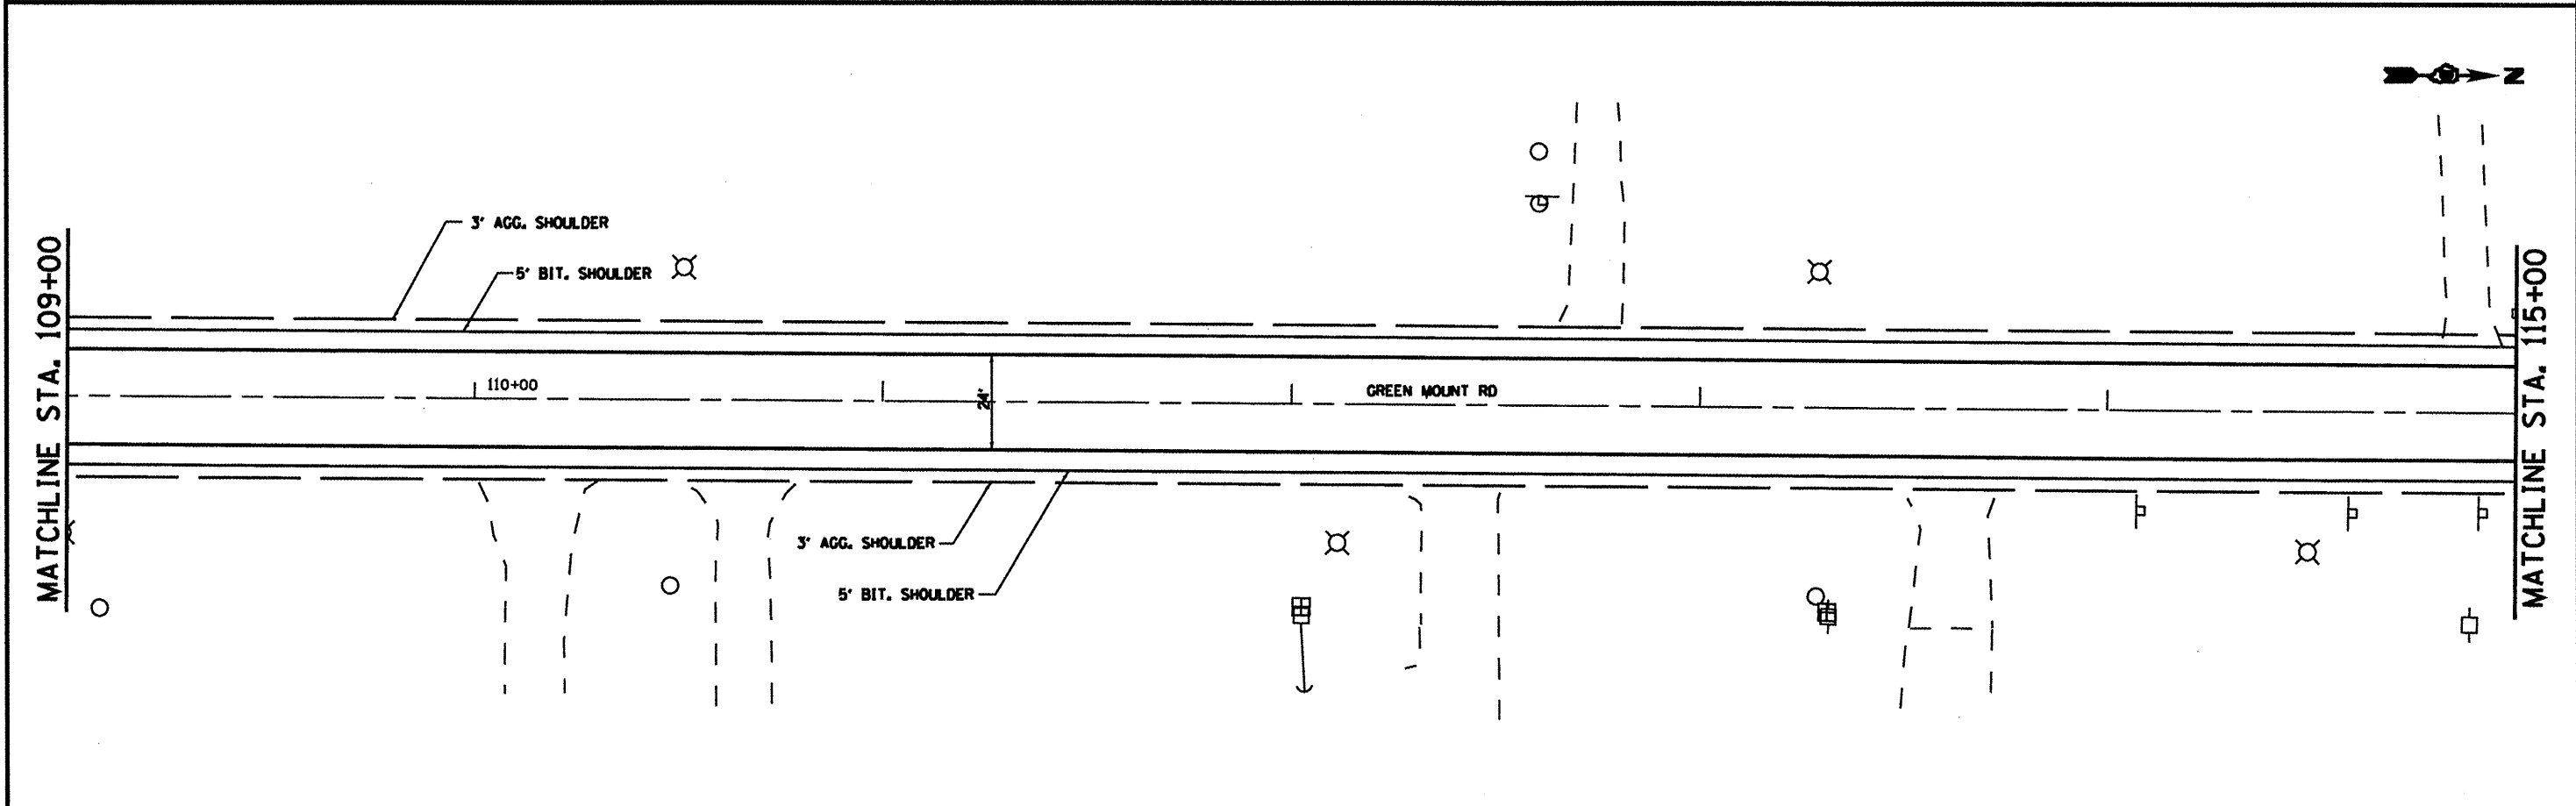 N
3' AGG. SHOULDER
5' BIT. SHOULDER
MATCHLINE STA. 109+00
MATCHLINE STA. 115+00
110+00
24'
GREEN MOUNT RD
3' AGG. SHOULDER
5' BIT. SHOULDER